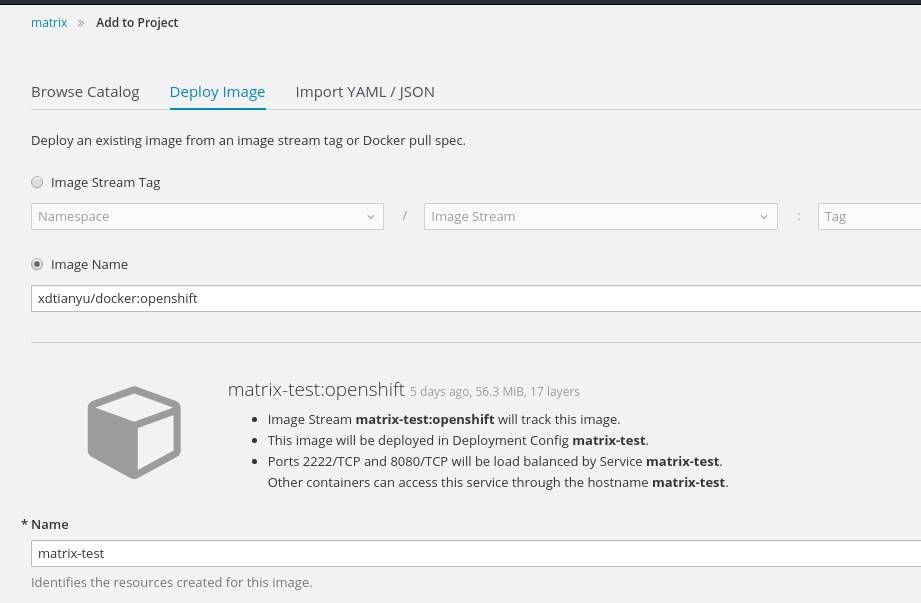 matrix » Add to Project
Browse Catalog Deploy Image Import YAML / JSON
Deploy an existing image from an image stream tag or Docker pull spec.
Image Stream Tag
Namespace / Image Stream : Tag
Image Name
xdtianyu/docker:openshift
matrix-test:openshift 5 days ago, 56.3 MiB, 17 layers
• Image Stream matrix-test:openshift will track this image.
• This image will be deployed in Deployment Config matrix-test.
• Ports 2222/TCP and 8080/TCP will be load balanced by Service matrix-test.
Other containers can access this service through the hostname matrix-test.
* Name
matrix-test
Identifies the resources created for this image.